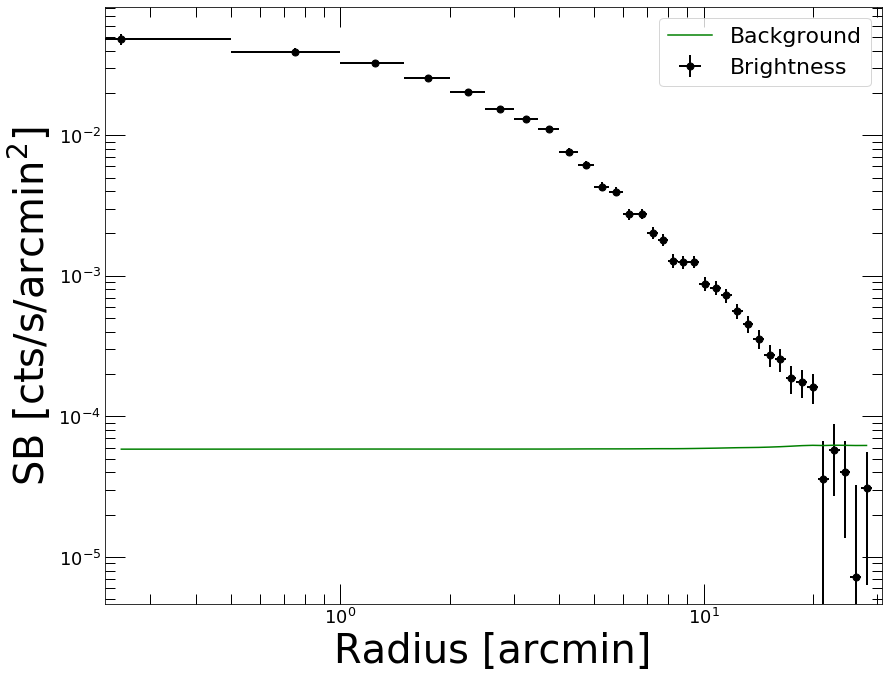 Background
Brightness
SB [cts/s/arcmin²]
10⁻²
10⁻³
10⁻⁴
10⁻⁵
10⁰
10¹
Radius [arcmin]